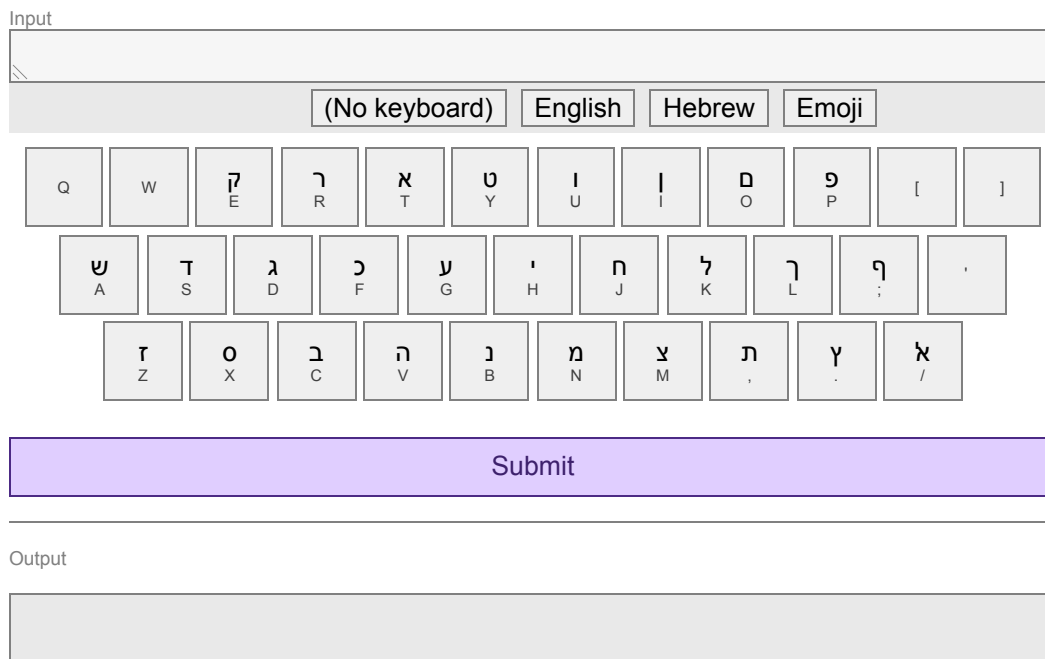 Input
(No keyboard) English Hebrew Emoji
Q W ק E ר R א T ט Y ו U ן I ם O פ P [ ]
ש A ד S ג D כ F ע G י H ח J ל K ך L ף ; '
ז Z ס X ב C ה V נ B מ N צ M ת , ץ . /
Submit
Output